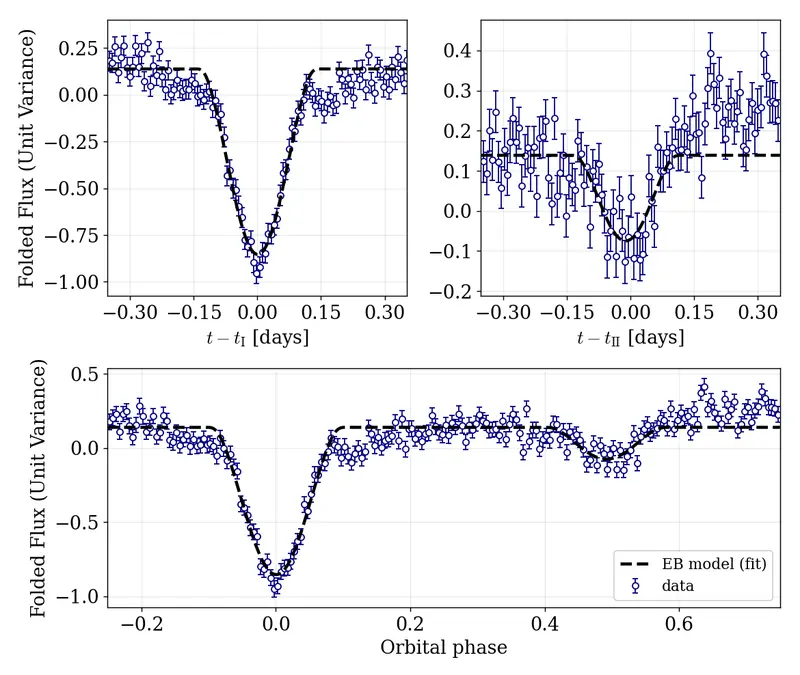 Folded Flux (Unit Variance)
0.25
0.00
−0.25
−0.50
−0.75
−1.00
−0.30 −0.15 0.00 0.15 0.30
t − tI [days]
0.4
0.3
0.2
0.1
0.0
−0.1
−0.2
−0.30 −0.15 0.00 0.15 0.30
t − tII [days]
Folded Flux (Unit Variance)
0.5
0.0
−0.5
−1.0
EB model (fit)
data
−0.2 0.0 0.2 0.4 0.6
Orbital phase